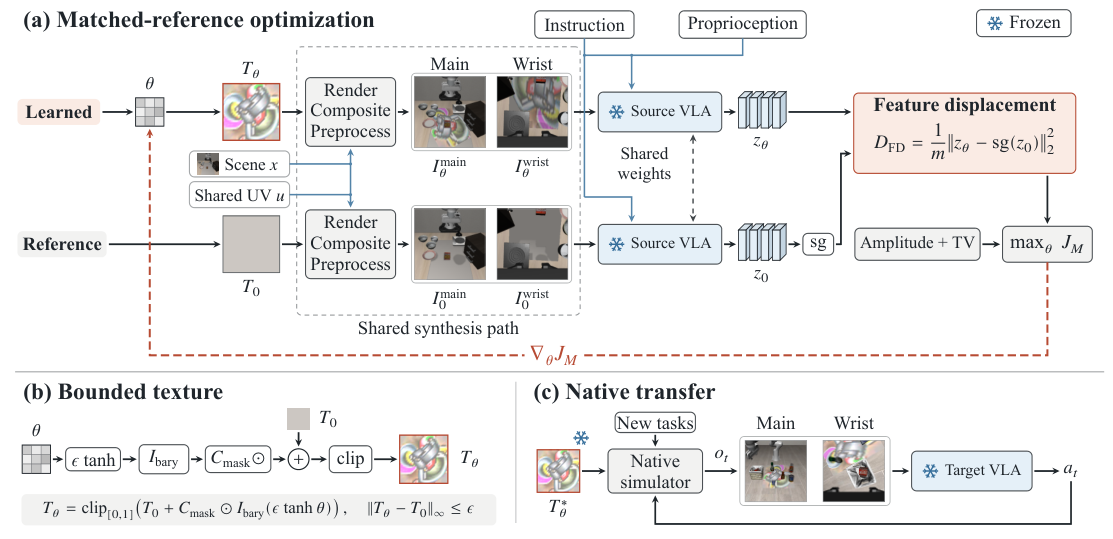 (a) Matched-reference optimization
Instruction
Proprioception
Frozen
θ
T_θ
Learned
Render
Composite
Preprocess
Main
Wrist
I_θ^main
I_θ^wrist
Source VLA
z_θ
Feature displacement
D_FD = 1/m ‖z_θ − sg(z_0)‖_2^2
Scene x
Shared UV u
Shared
weights
Reference
T_0
Render
Composite
Preprocess
I_0^main
I_0^wrist
Source VLA
z_0
sg
Amplitude + TV
max_θ J_M
Shared synthesis path
∇_θ J_M
(b) Bounded texture
θ
ϵ tanh
I_bary
C_mask ⊙
T_0
+
clip
T_θ
T_θ = clip_[0,1](T_0 + C_mask ⊙ I_bary(ϵ tanh θ)), ‖T_θ − T_0‖_∞ ≤ ϵ
(c) Native transfer
T_θ^*
New tasks
Native
simulator
o_t
Main
Wrist
Target VLA
a_t